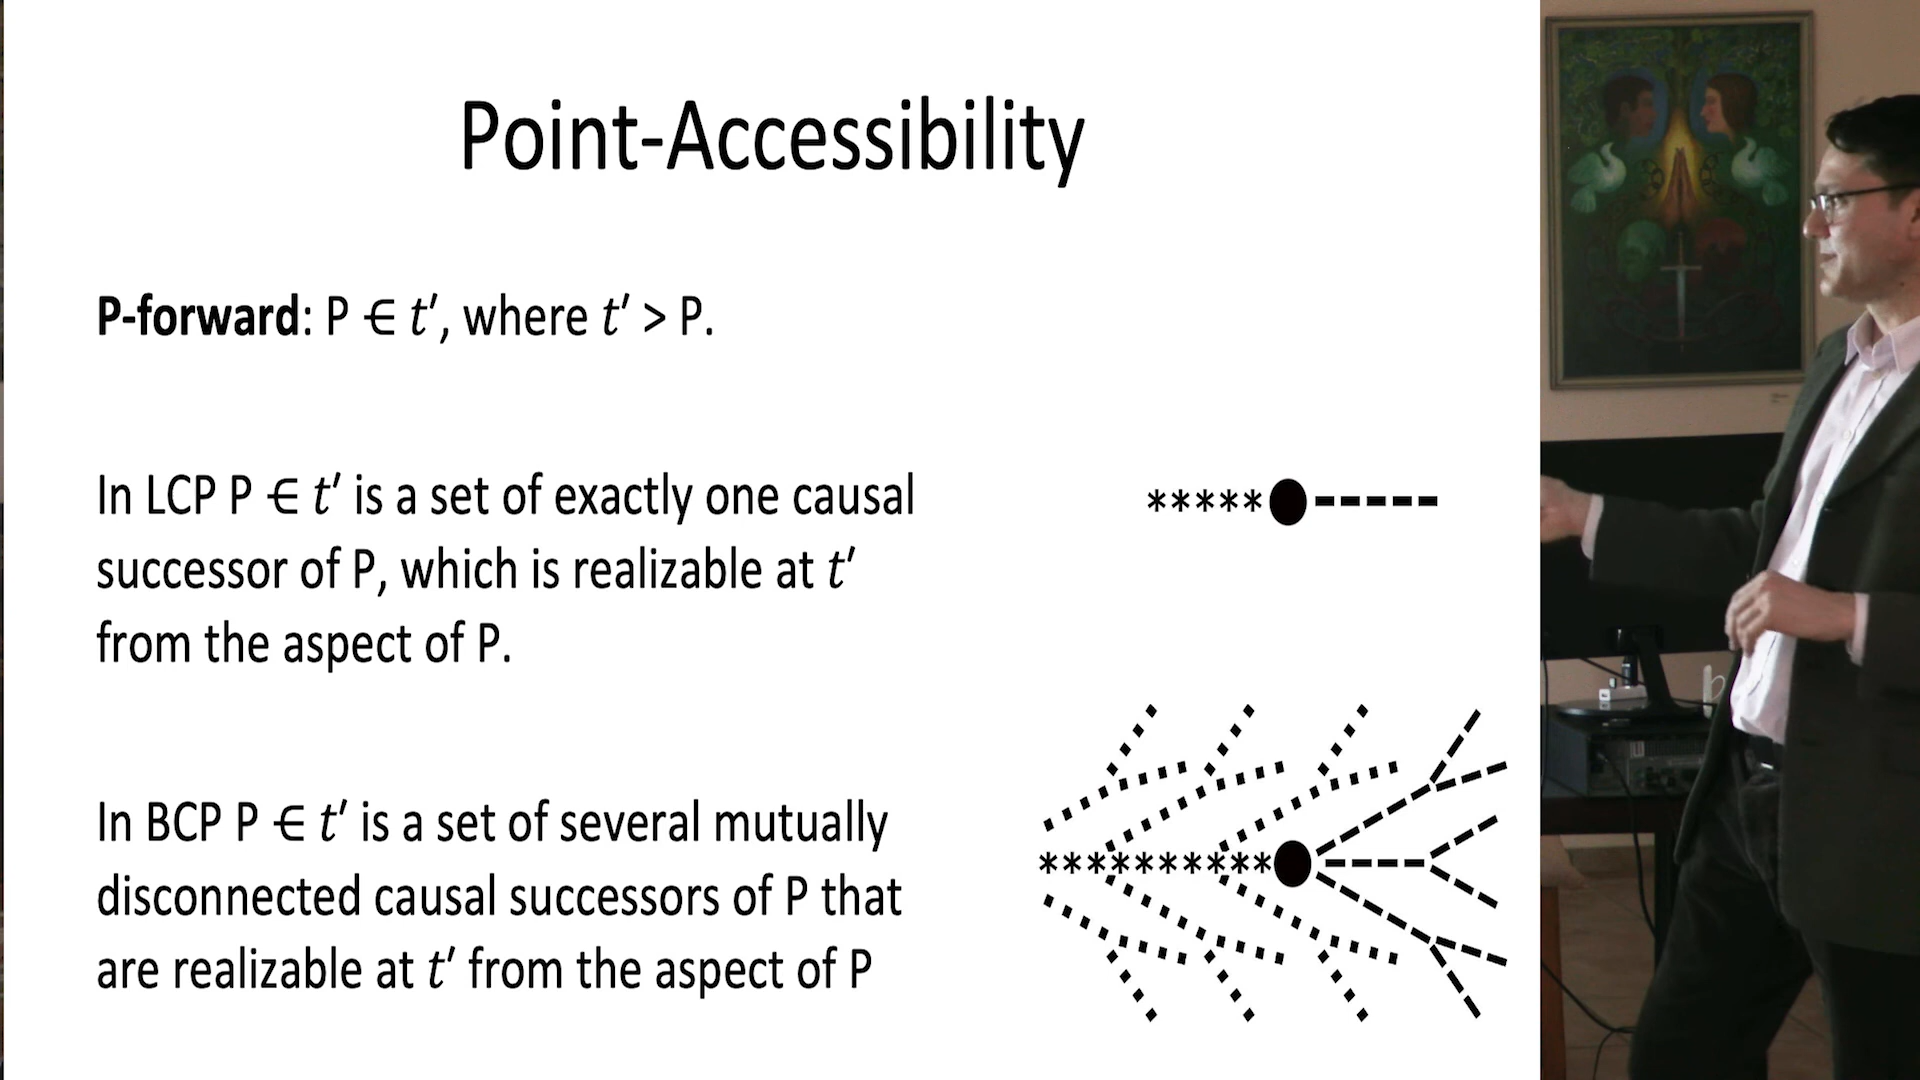 Point-Accessibility
P-forward: P ∈ t′, where t′ > P.
In LCP P ∈ t′ is a set of exactly one causal
successor of P, which is realizable at t′
from the aspect of P.
*****
In BCP P ∈ t′ is a set of several mutually
disconnected causal successors of P that
are realizable at t′ from the aspect of P
**********